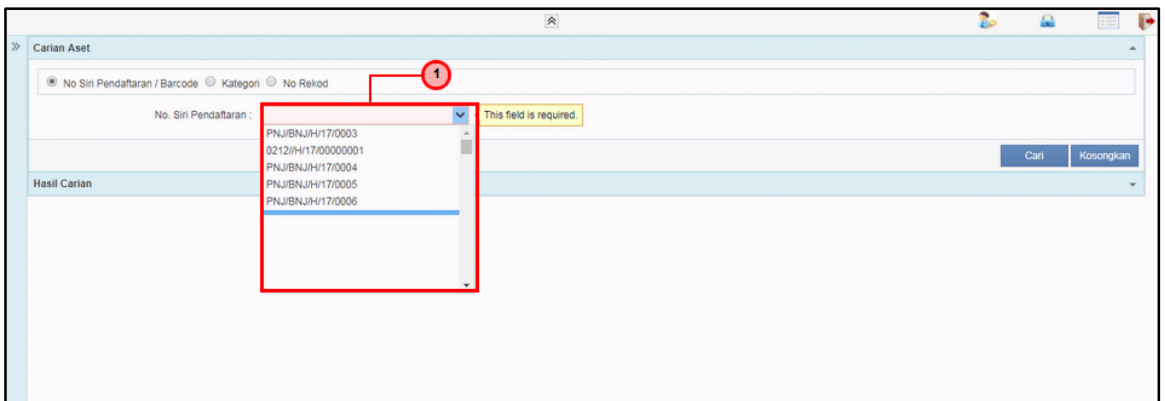 Carian Aset
No Siri Pendaftaran / Barcode Kategori No Rekod
1
No. Siri Pendaftaran : This field is required.
PNJ/BNJ/H/17/0003
0212//H/17/00000001
PNJ/BNJ/H/17/0004
PNJ/BNJ/H/17/0005
PNJ/BNJ/H/17/0006
Cari Kosongkan
Hasil Carian